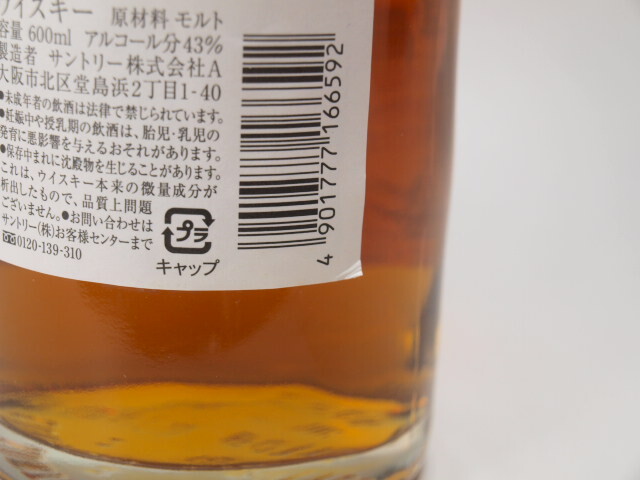 ウイスキー 原材料 モルト
容量 600ml アルコール分 43%
製造者 サントリー株式会社A
大阪市北区堂島浜2丁目1-40
●未成年者の飲酒は法律で禁じられています。
●妊娠中や授乳期の飲酒は、胎児・乳児の
発育に悪影響を与えるおそれがあります。
●保存中まれに沈殿物を生じることがあります。
これは、ウイスキー本来の微量成分が
析出したもので、品質上問題
ございません。●お問い合わせは
サントリー(株)お客様センターまで
0120-139-310
プラ
キャップ
4 901777 166592